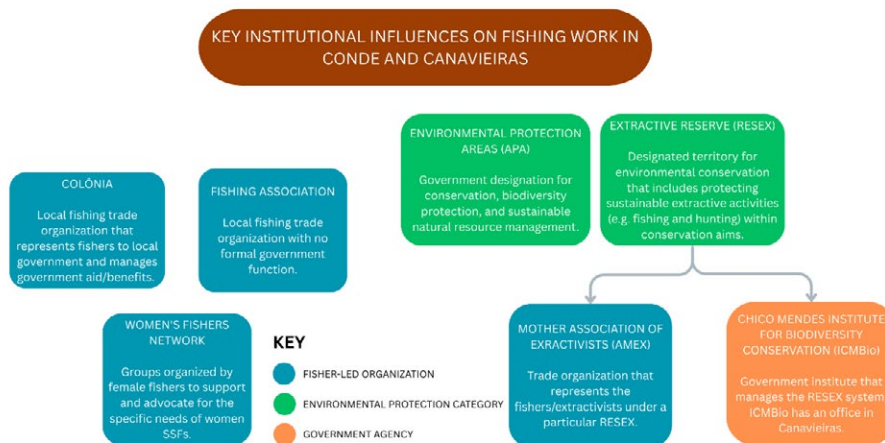 KEY INSTITUTIONAL INFLUENCES ON FISHING WORK IN
CONDE AND CANAVIEIRAS
COLÔNIA
Local fishing trade
organization that
represents fishers to local
government and manages
government aid/benefits.
FISHING ASSOCIATION
Local fishing trade
organization with no
formal government
function.
ENVIRONMENTAL PROTECTION
AREAS (APA)
Government designation for
conservation, biodiversity
protection, and sustainable
natural resource management.
EXTRACTIVE RESERVE (RESEX)
Designated territory for
environmental conservation
that includes protecting
sustainable extractive activities
(e.g. fishing and hunting) within
conservation aims.
WOMEN'S FISHERS
NETWORK
Groups organized by
female fishers to support
and advocate for the
specific needs of women
SSFs.
KEY
FISHER-LED ORGANIZATION
ENVIRONMENTAL PROTECTION CATEGORY
GOVERNMENT AGENCY
MOTHER ASSOCIATION OF
EXRACTIVISTS (AMEX)
Trade organization that
represents the
fishers/extractivists under a
particular RESEX.
CHICO MENDES INSTITUTE
FOR BIODIVERSITY
CONSERVATION (ICMBio)
Government institute that
manages the RESEX system
ICMBio has an office in
Canavieiras.